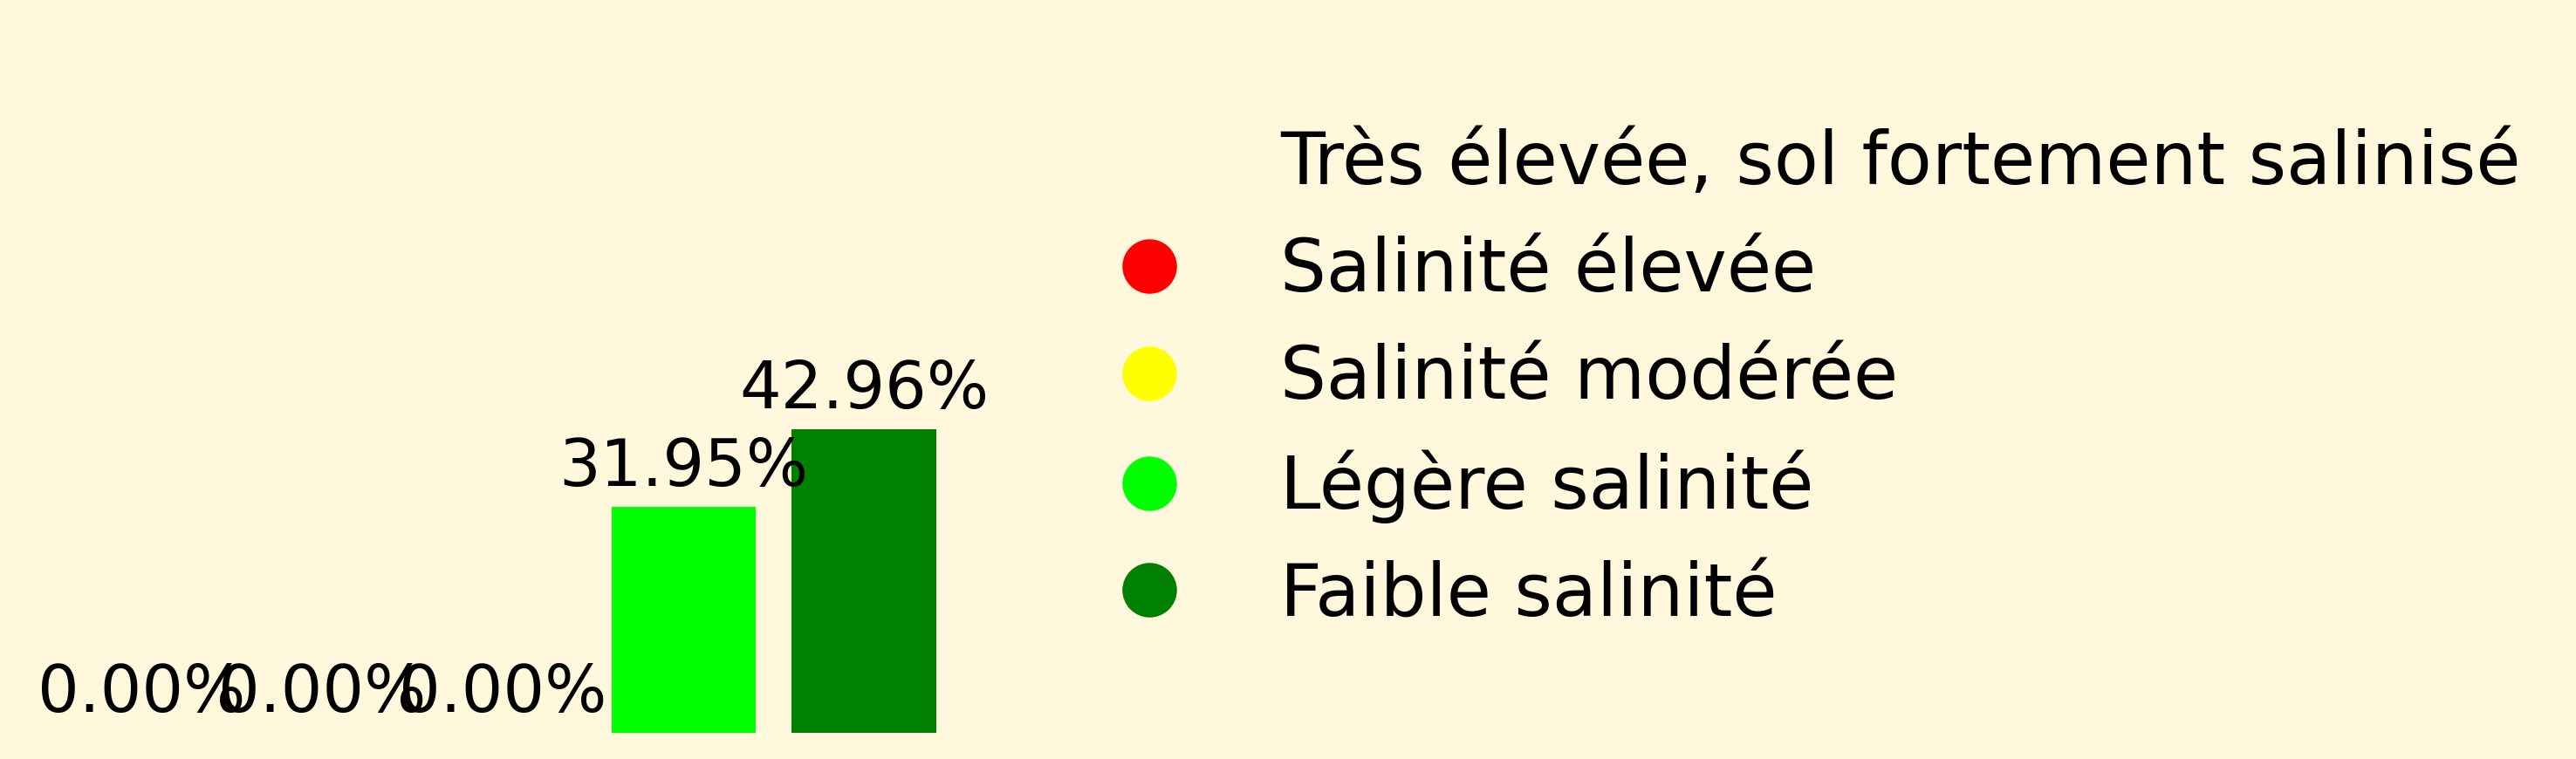 Très élevée, sol fortement salinisé
Salinité élevée
Salinité modérée
Légère salinité
Faible salinité
42.96%
31.95%
0.00%
0.00%
0.00%